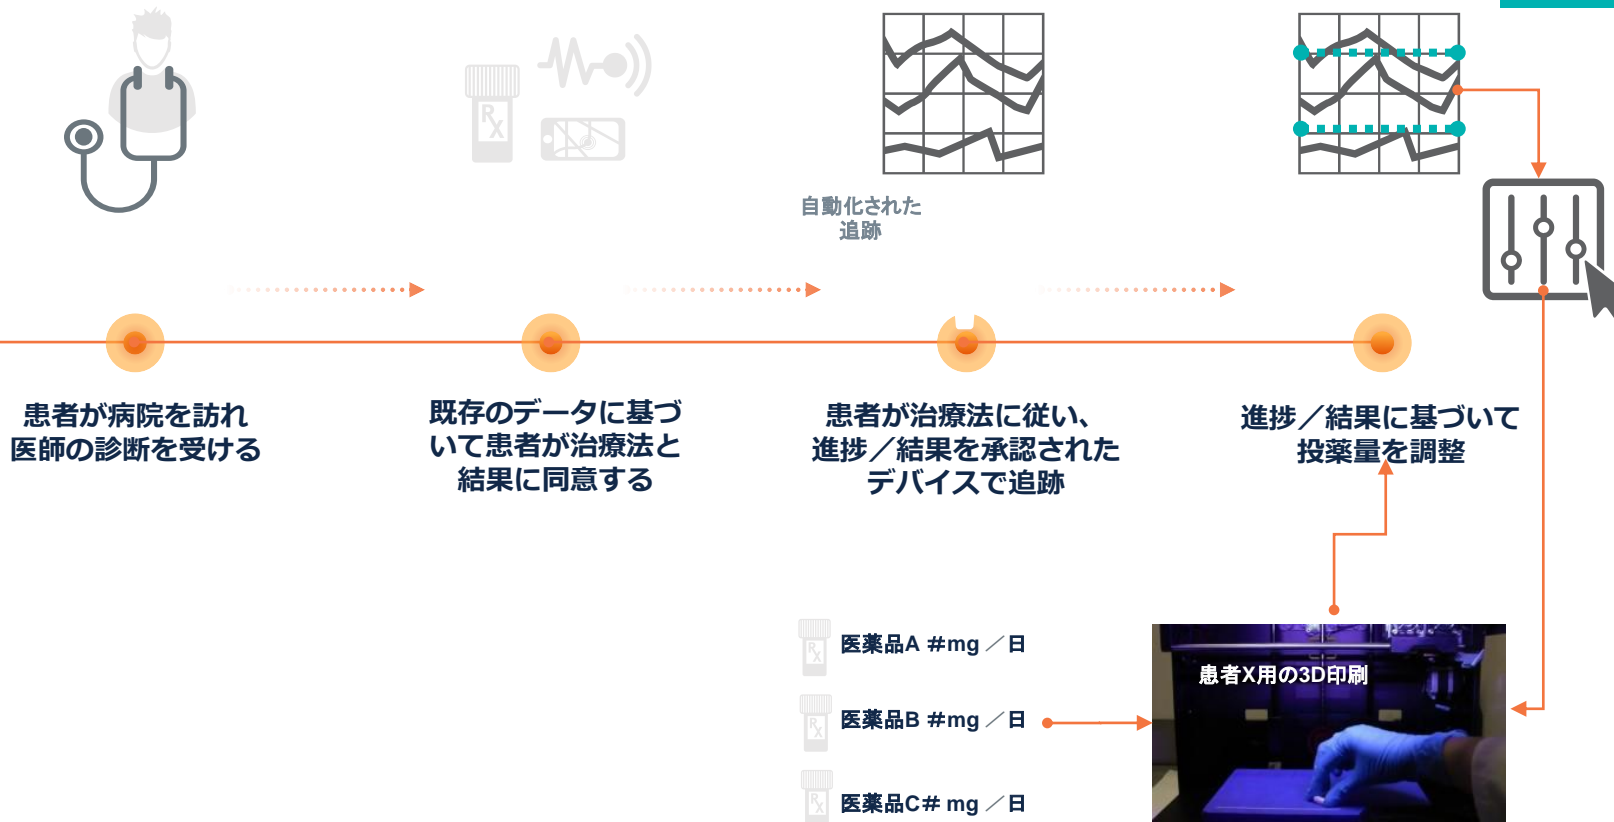 自動化された
追跡
患者が病院を訪れ
医師の診断を受ける
既存のデータに基づ
いて患者が治療法と
結果に同意する
患者が治療法に従い、
進捗／結果を承認された
デバイスで追跡
進捗／結果に基づいて
投薬量を調整
RX
RX
医薬品A ＃mg ／日
RX
医薬品B ＃mg ／日
RX
医薬品C＃ mg ／日
患者X用の3D印刷